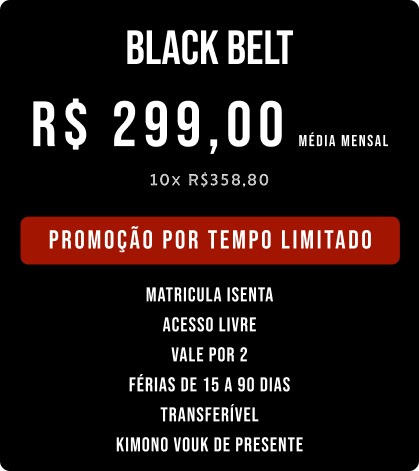 BLACK BELT
R$ 299,00 MÉDIA MENSAL
10x R$358,80
PROMOÇÃO POR TEMPO LIMITADO
MATRICULA ISENTA
ACESSO LIVRE
VALE POR 2
FÉRIAS DE 15 A 90 DIAS
TRANSFERÍVEL
KIMONO VOUK DE PRESENTE